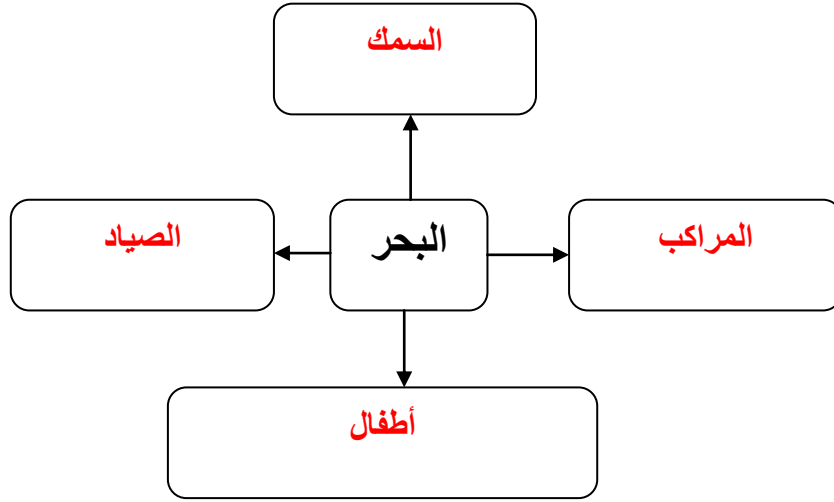 السمك
المراكب
البحر
الصياد
أطفال